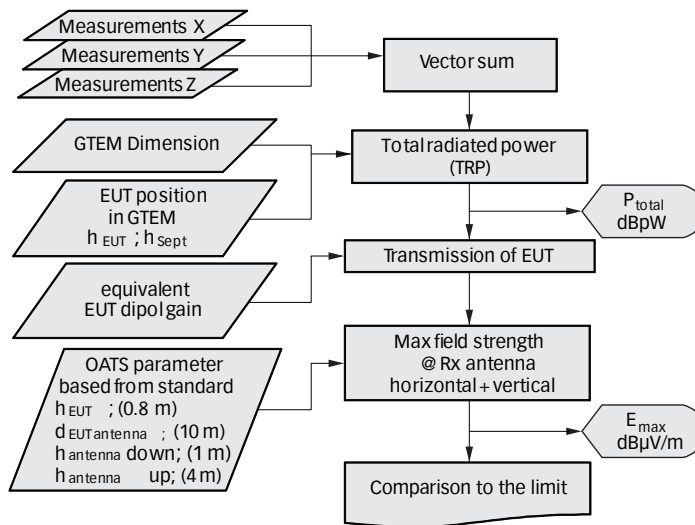 Measurements X
Measurements Y
Measurements Z
Vector sum
GTEM Dimension
Total radiated power
(TRP)
EUT position
in GTEM
h EUT ; h Sept
P total
dBpW
Transmission of EUT
equivalent
EUT dipol gain
Max field strength
@ Rx antenna
horizontal + vertical
OATS parameter
based from standard
h EUT ; (0.8 m)
d EUT antenna ; (10 m)
h antenna down; (1 m)
h antenna up; (4 m)
E max
dBµV/m
Comparison to the limit